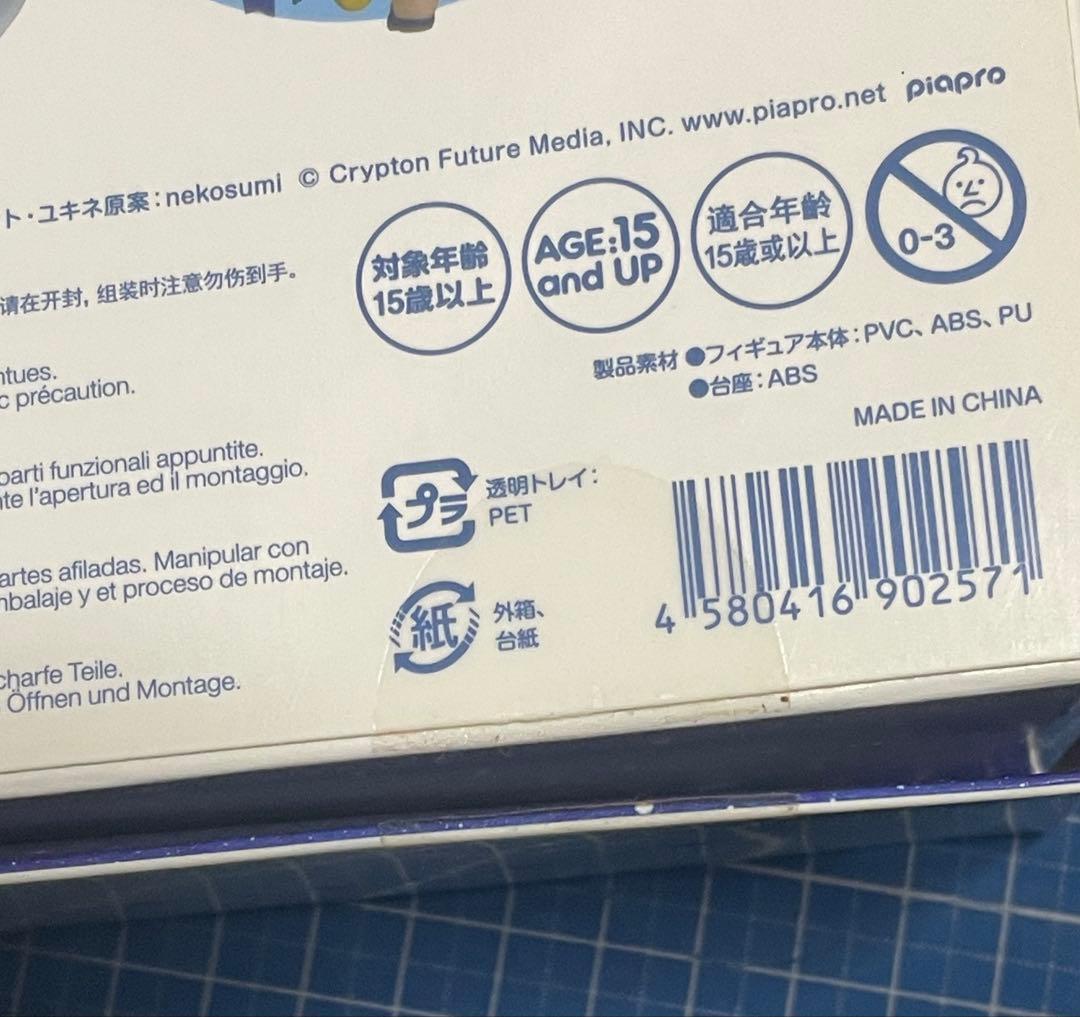 ト・ユキネ原案：nekosumi © Crypton Future Media, INC. www.piapro.net piapro
対象年齢
15歳以上
AGE:15
and UP
適合年齢
15歳或以上
0-3
请在开封, 组装时注意勿伤到手。
ntues.
c précaution.
parti funzionali appuntite.
nte l'apertura ed il montaggio.
artes afiladas. Manipular con
mbalaje y et proceso de montaje.
charfe Teile.
Öffnen und Montage.
製品素材 ●フィギュア本体：PVC、ABS、PU
●台座：ABS
MADE IN CHINA
プラ
透明トレイ：
PET
紙
外箱、
台紙
4 580416 902571